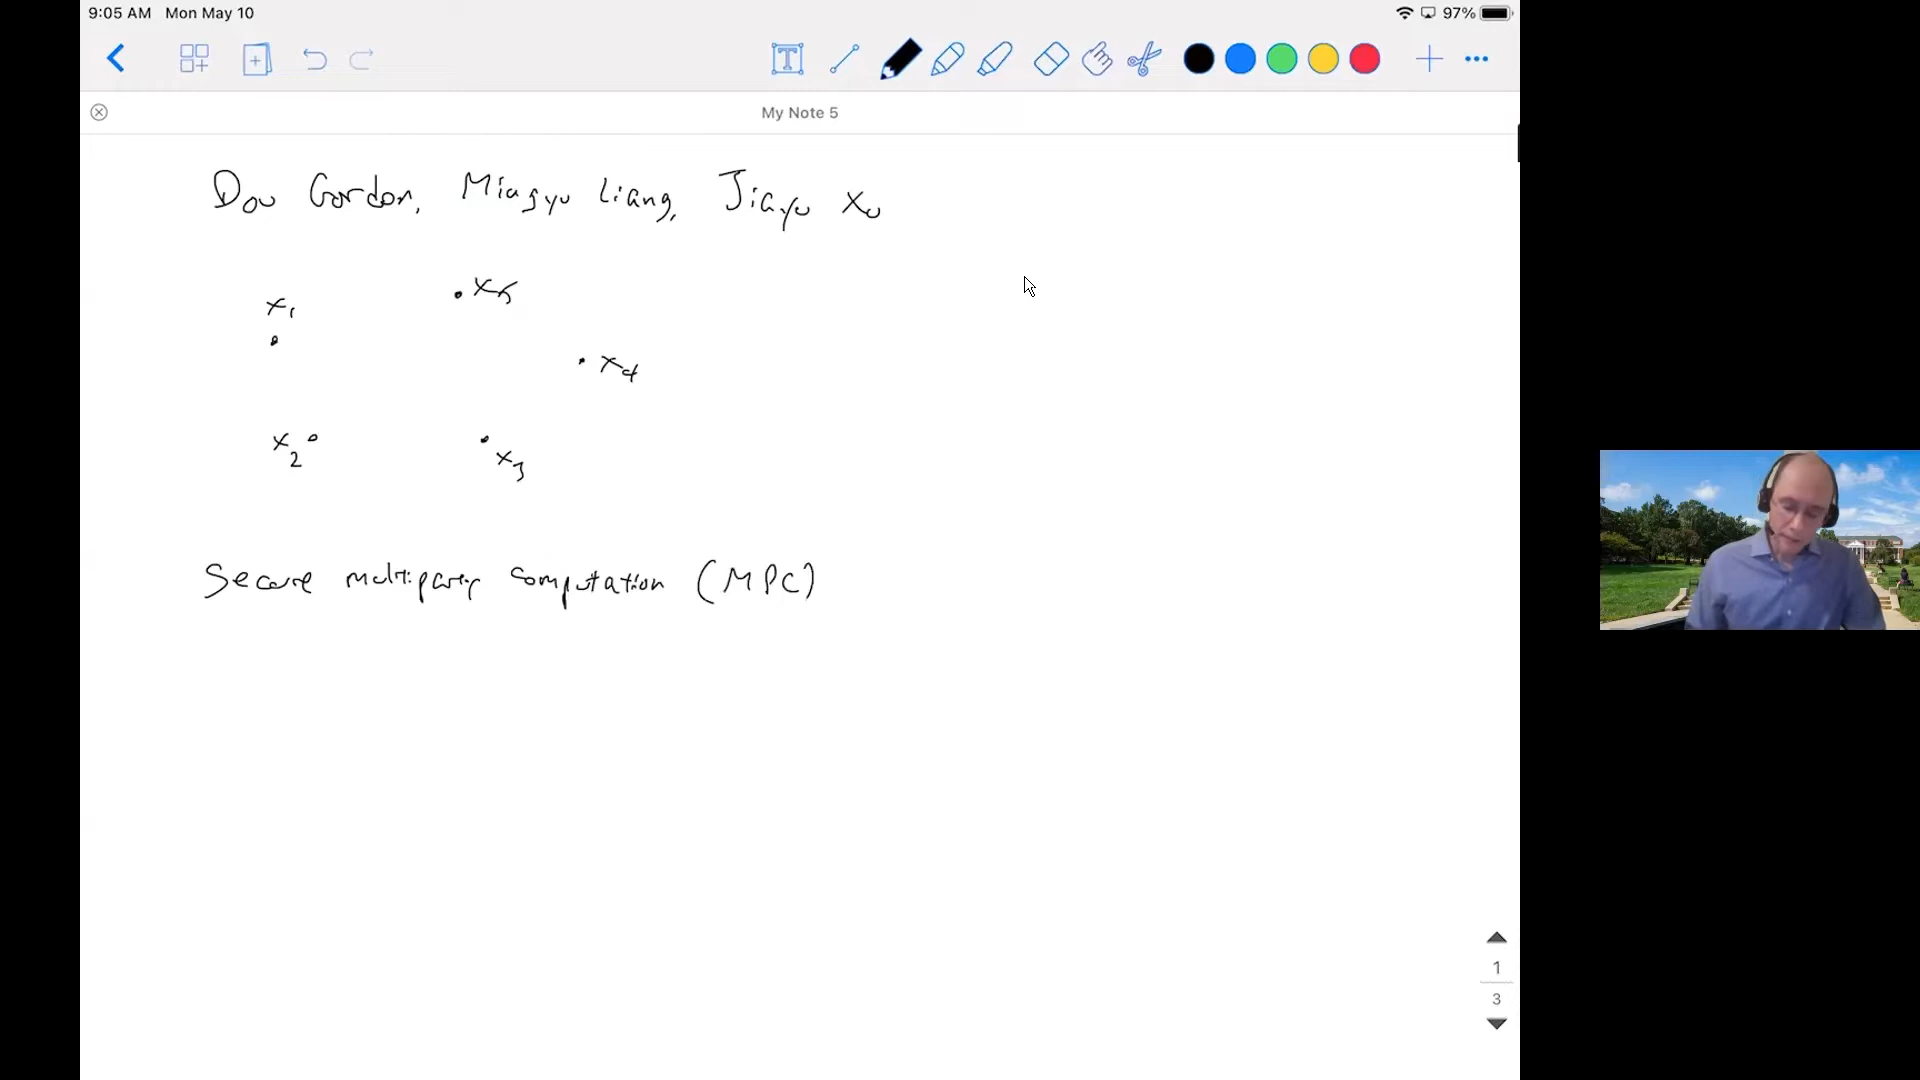 9:05 AM Mon May 10 97%
My Note 5
Dov Gordon, Mingyu Liang, Jiayu Xu
x5
x1
x4
x2
x3
Secure multiparty computation (MPC)
1
3